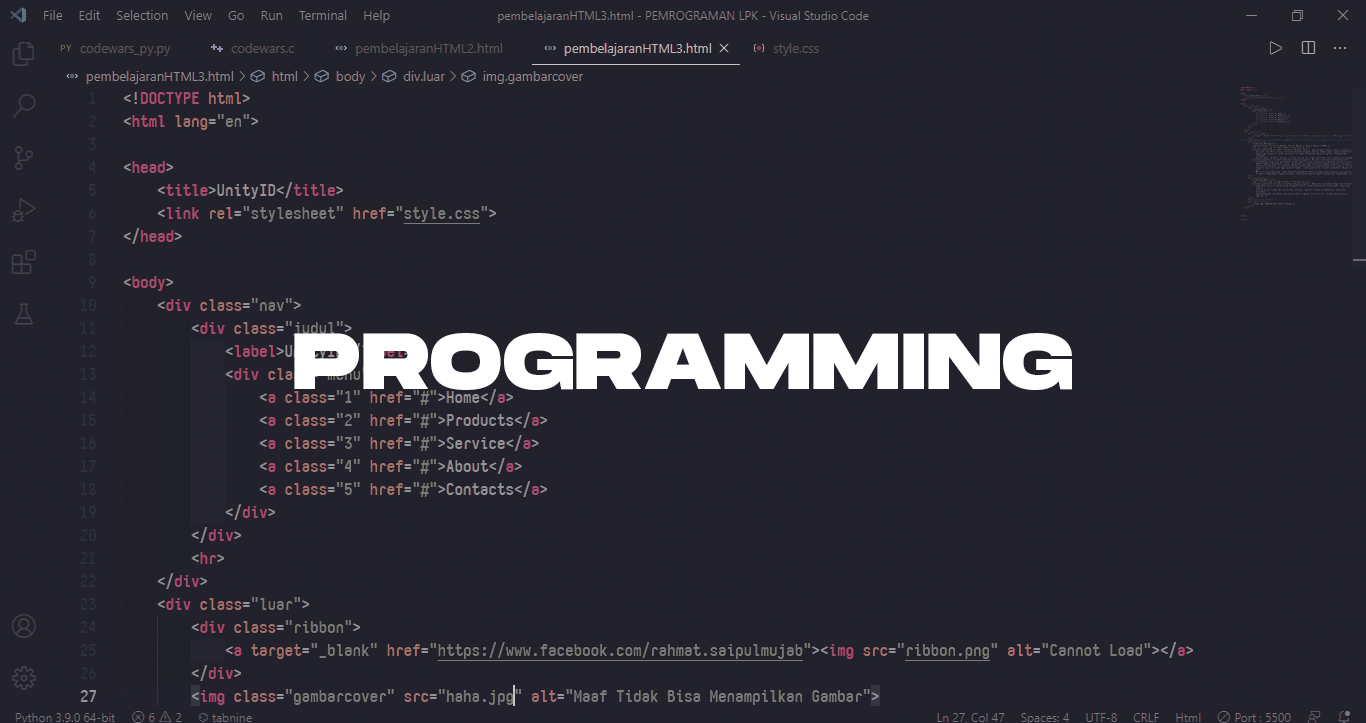 File Edit Selection View Go Run Terminal Help pembelajaranHTML3.html - PEMROGRAMAN LPK - Visual Studio Code
PY codewars_py.py codewars.c pembelajaranHTML2.html pembelajaranHTML3.html style.css
pembelajaranHTML3.html > html > body > div.luar > img.gambarcover
1 <!DOCTYPE html>
2 <html lang="en">
3
4 <head>
5 <title>UnityID</title>
6 <link rel="stylesheet" href="style.css">
7 </head>
8
9 <body>
10 <div class="nav">
11 <div class="judul">
PROGRAMMING
12 <label>
13 <div
14 <a class="1" href="#">Home</a>
15 <a class="2" href="#">Products</a>
16 <a class="3" href="#">Service</a>
17 <a class="4" href="#">About</a>
18 <a class="5" href="#">Contacts</a>
19 </div>
20 </div>
21 <hr>
22 </div>
23 <div class="luar">
24 <div class="ribbon">
25 <a target="_blank" href="https://www.facebook.com/rahmat.saipulmujab"><img src="ribbon.png" alt="Cannot Load"></a>
26 </div>
27 <img class="gambarcover" src="haha.jpg" alt="Maaf Tidak Bisa Menampilkan Gambar">
Python 3.9.0 64-bit 6 2 tabnine Ln 27, Col 47 Spaces: 4 UTF-8 CRLF Html Port : 5500